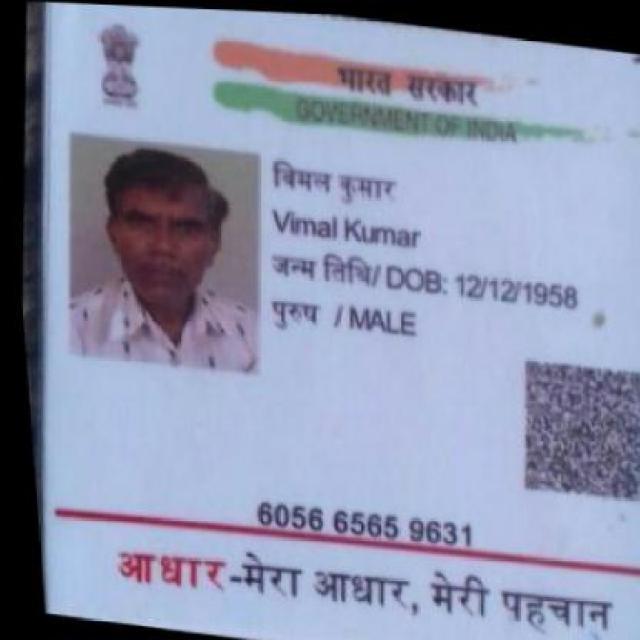 भारत सरकार
GOVERNMENT OF INDIA
बिमल कुमार
Vimal Kumar
जन्म तिथि/ DOB: 12/12/1958
पुरुष / MALE
6056 6565 9631
आधार-मेरा आधार, मेरी पहचान